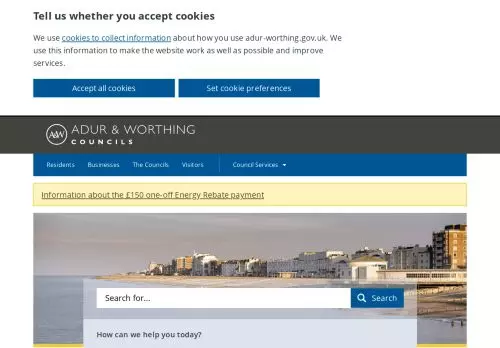 Tell us whether you accept cookies
We use cookies to collect information about how you use adur-worthing.gov.uk. We
use this information to make the website work as well as possible and improve
services.
Accept all cookies
Set cookie preferences
A&W ADUR & WORTHING
COUNCILS
Residents Businesses The Councils Visitors Council Services
Information about the £150 one-off Energy Rebate payment
Search for... Search
How can we help you today?